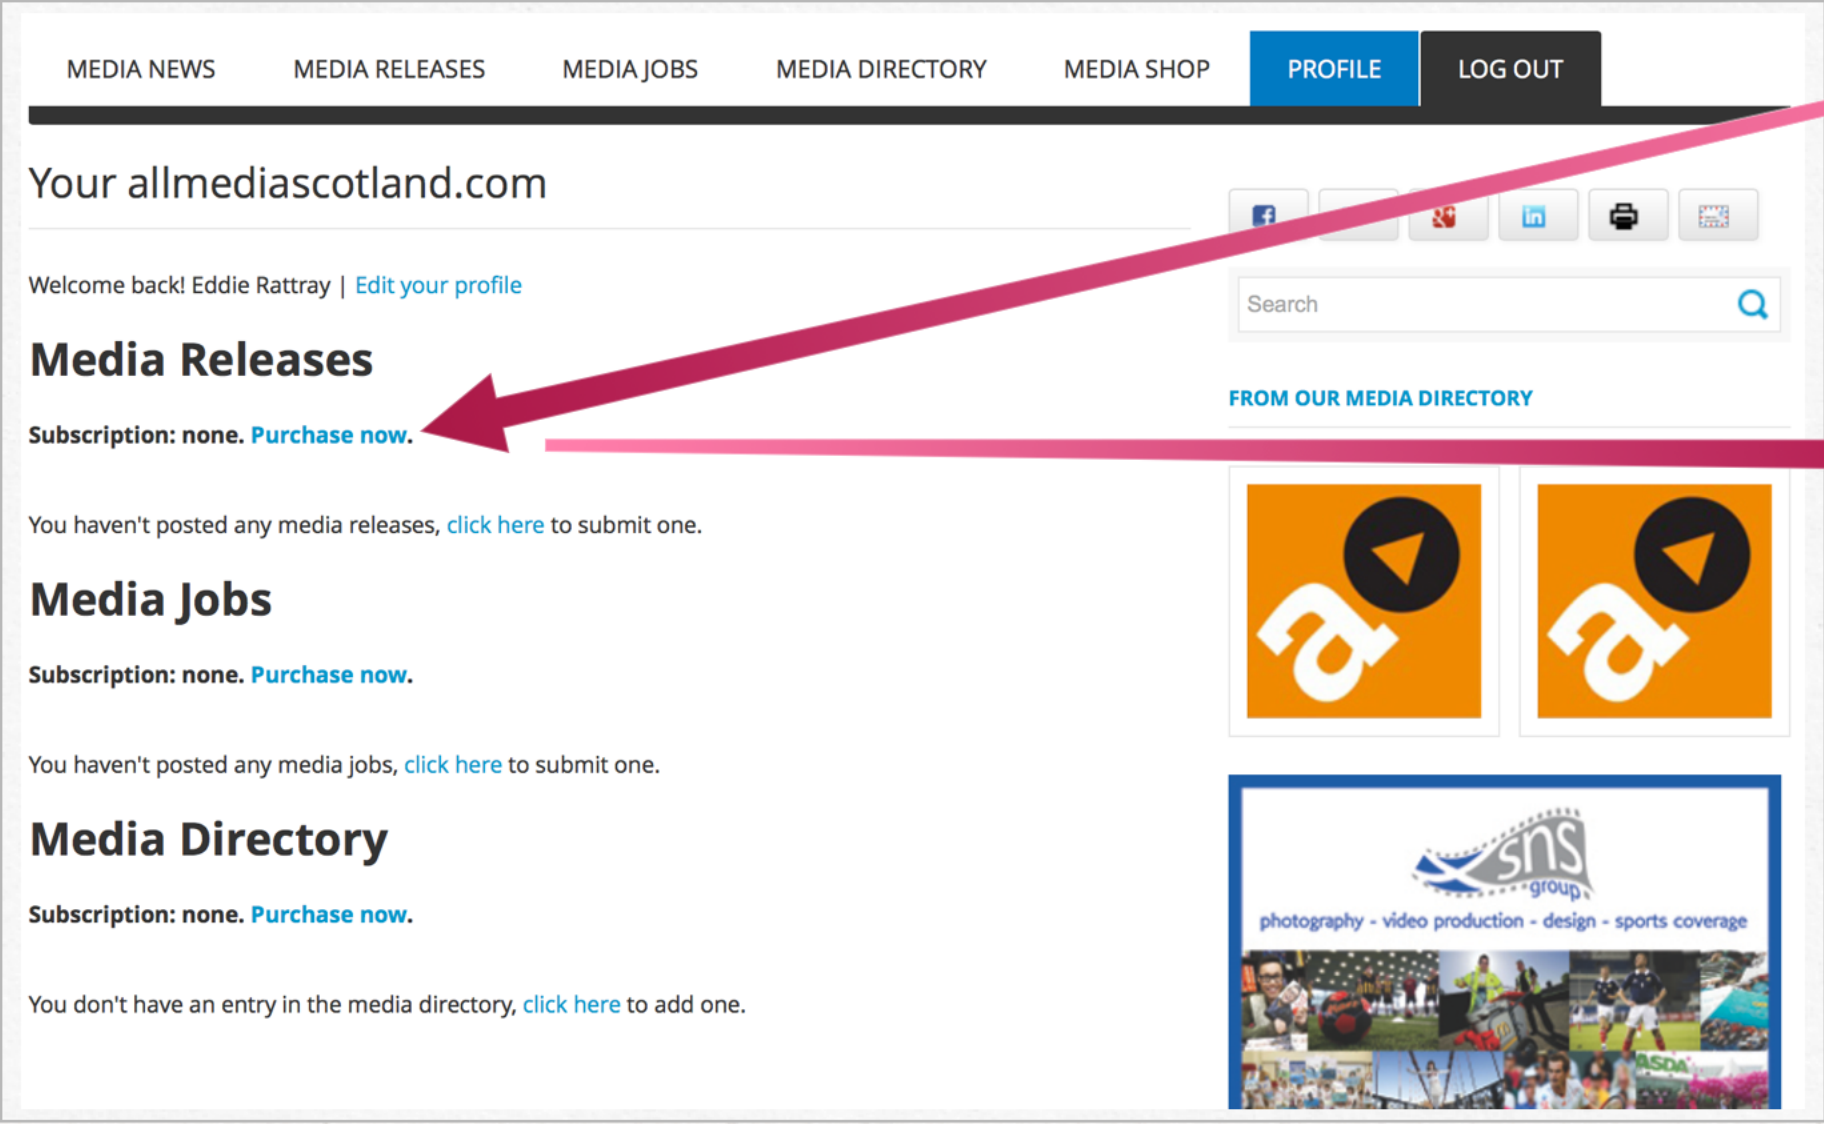 MEDIA NEWS MEDIA RELEASES MEDIA JOBS MEDIA DIRECTORY MEDIA SHOP PROFILE LOG OUT
Your allmediascotland.com
Welcome back! Eddie Rattray | Edit your profile
Search
Media Releases
FROM OUR MEDIA DIRECTORY
Subscription: none. Purchase now.
You haven't posted any media releases, click here to submit one.
Media Jobs
a a
Subscription: none. Purchase now.
You haven't posted any media jobs, click here to submit one.
Media Directory
sns
group
Subscription: none. Purchase now.
photography - video production - design - sports coverage
You don't have an entry in the media directory, click here to add one.
ASDA